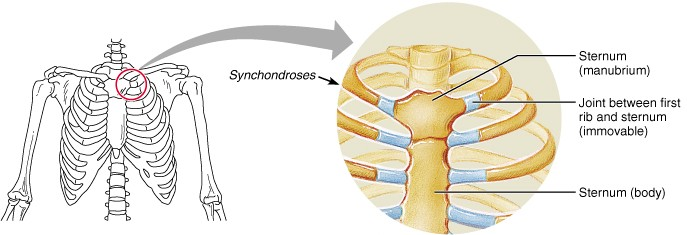 Synchondroses
Sternum
(manubrium)
Joint between first
rib and sternum
(immovable)
Sternum (body)